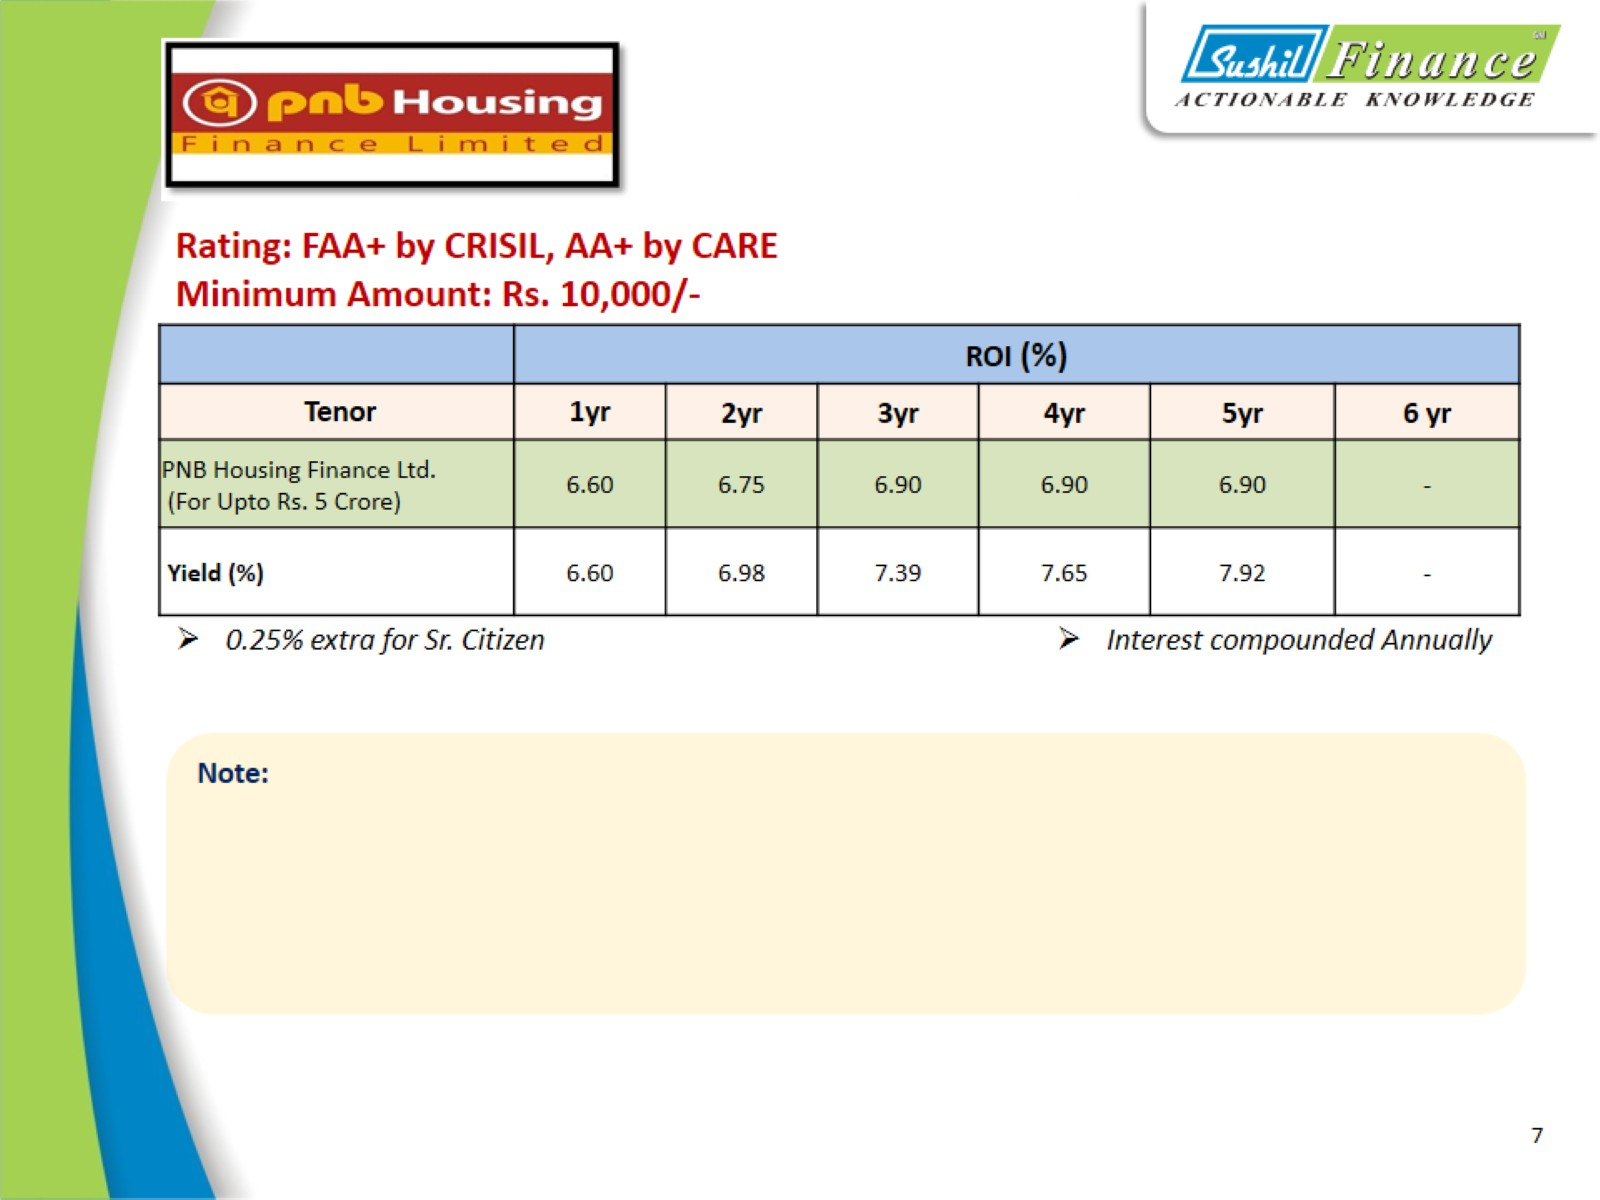 pnb Housing
Finance Limited
Sushil Finance
ACTIONABLE KNOWLEDGE
Rating: FAA+ by CRISIL, AA+ by CARE
Minimum Amount: Rs. 10,000/-
ROI (%)
Tenor 1yr 2yr 3yr 4yr 5yr 6 yr
PNB Housing Finance Ltd.
(For Upto Rs. 5 Crore) 6.60 6.75 6.90 6.90 6.90 -
Yield (%) 6.60 6.98 7.39 7.65 7.92 -
➢ 0.25% extra for Sr. Citizen ➢ Interest compounded Annually
Note:
7